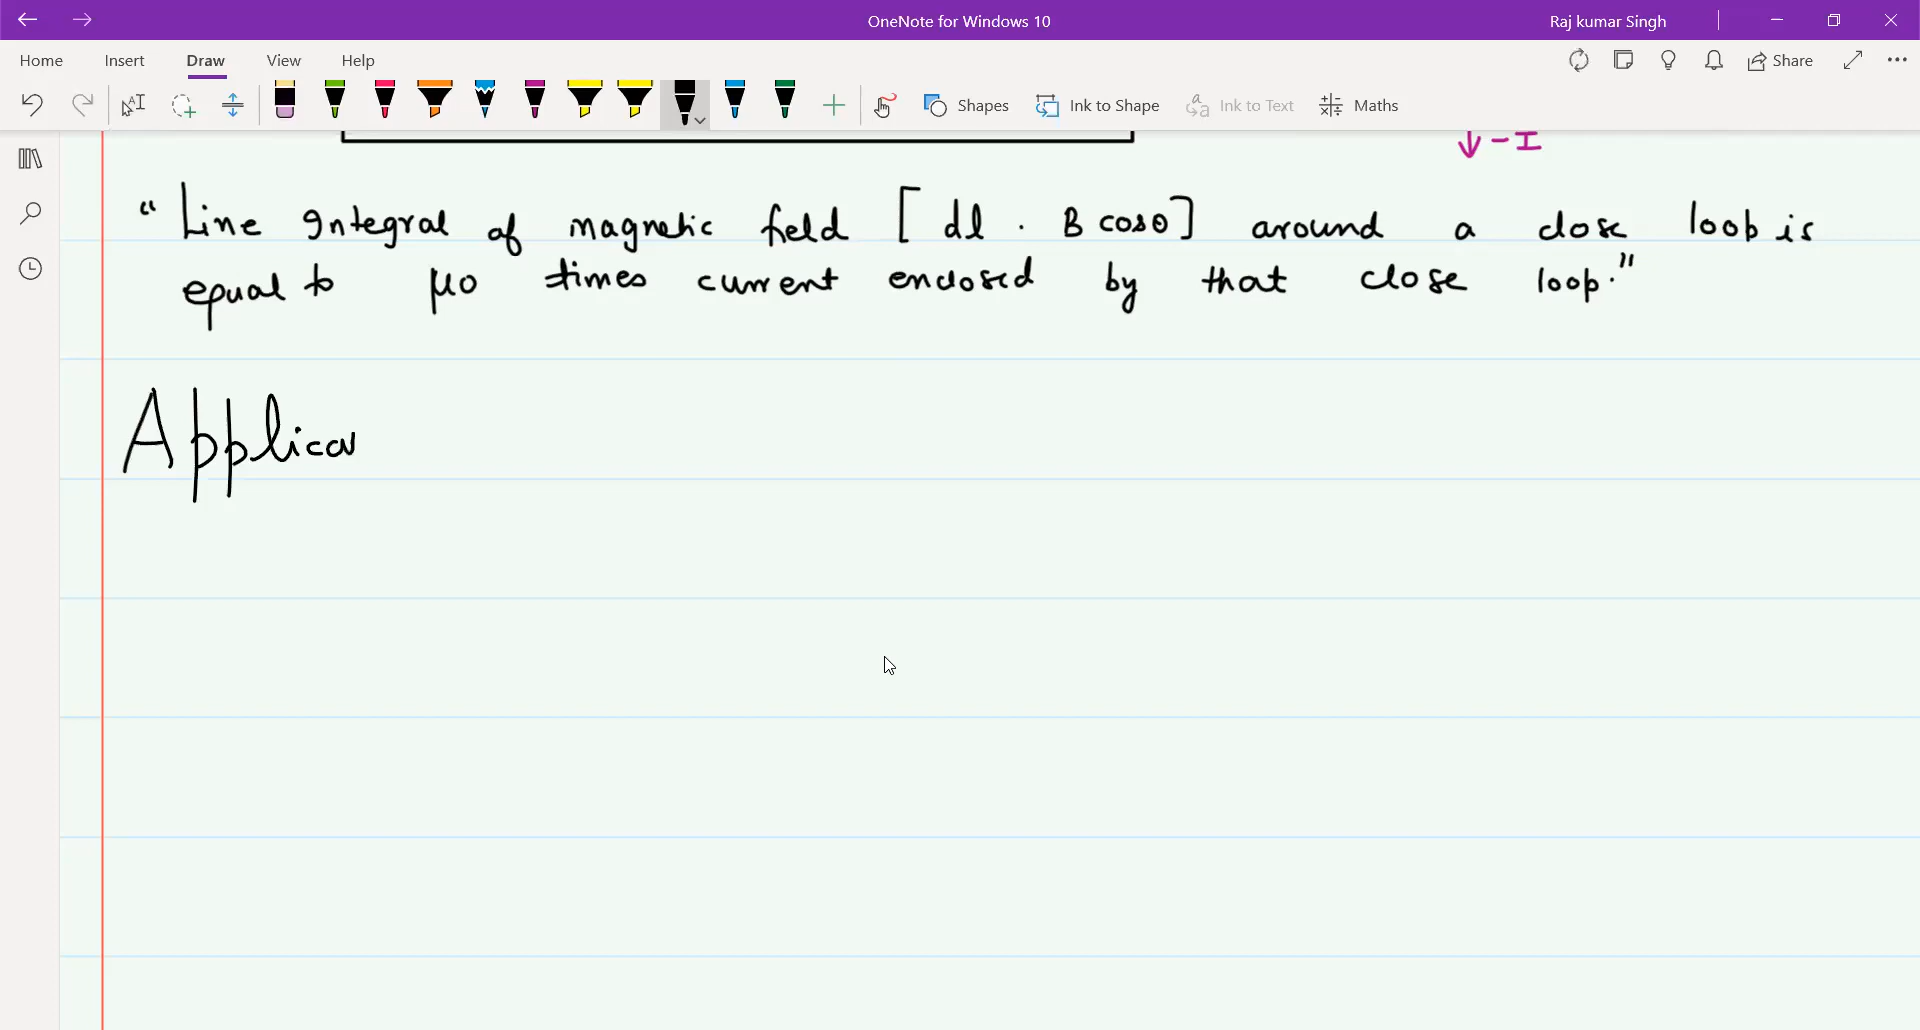 OneNote for Windows 10
Raj kumar Singh
Home Insert Draw View Help
Share
Shapes Ink to Shape Ink to Text Maths
↓ - I
" Line Integral of magnetic field [ dl . B cosθ ] around a close loop is
equal to μo times current enclosed by that close loop."
Applica